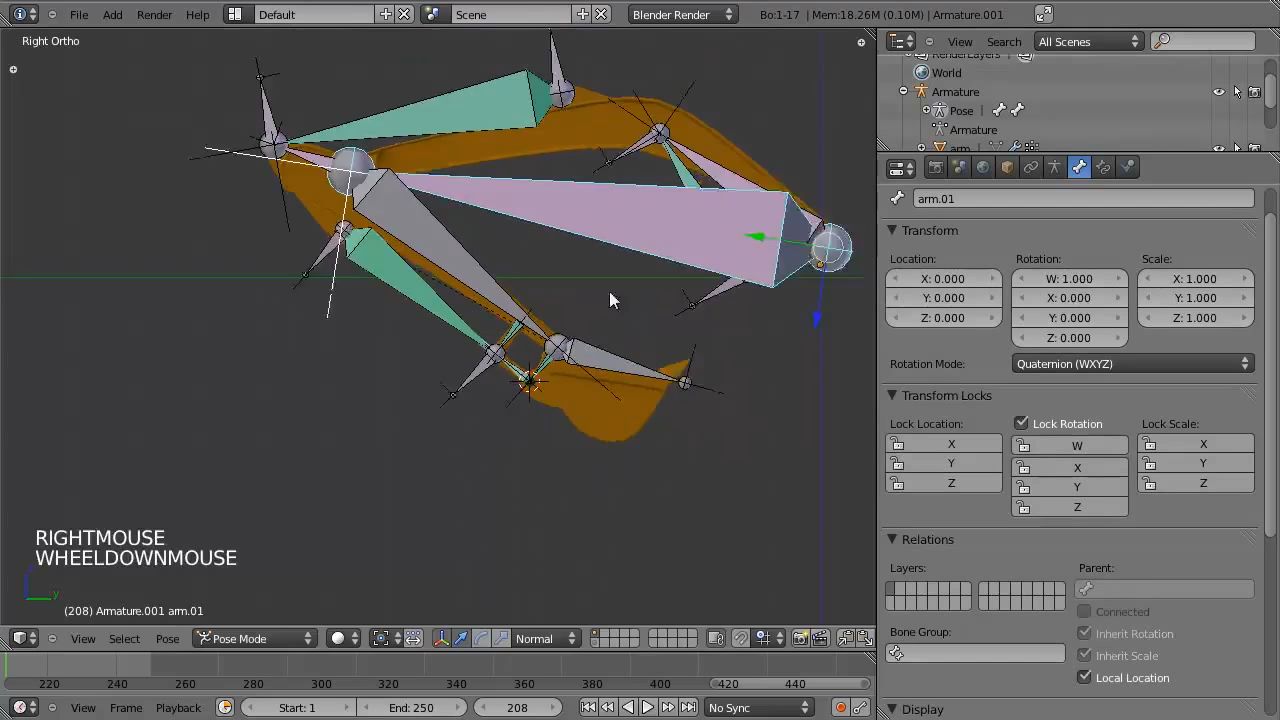 File Add Render Help Default Scene Blender Render Bo:1-17 | Mem:18.26M (0.10M) | Armature.001
Right Ortho
View Search All Scenes
World
Armature
Pose
Armature
arm
arm.01
Transform
Location: Rotation: Scale:
X: 0.000 W: 1.000 X: 1.000
Y: 0.000 X: 0.000 Y: 1.000
Z: 0.000 Y: 0.000 Z: 1.000
Z: 0.000
Rotation Mode: Quaternion (WXYZ)
Transform Locks
Lock Location: Lock Rotation Lock Scale:
X W X
Y X Y
Z Y Z
Z
Relations
Layers: Parent:
Connected
Bone Group: Inherit Rotation
Inherit Scale
Local Location
Display
RIGHTMOUSE
WHEELDOWNMOUSE
y
(208) Armature.001 arm.01
View Select Pose Pose Mode Normal
220 240 260 280 300 320 340 360 380 400 420 440
View Frame Playback Start: 1 End: 250 208 No Sync